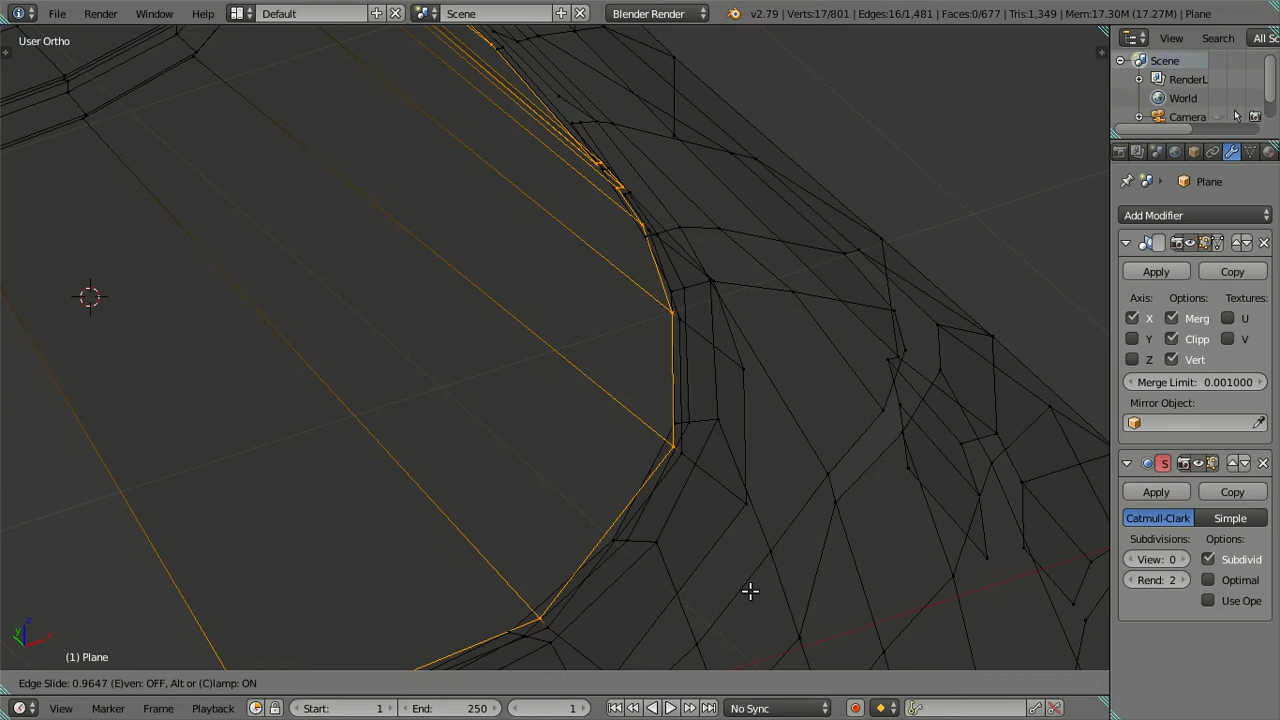 File Render Window Help Default Scene Blender Render v2.79 | Verts:17/801 | Edges:16/1,481 | Faces:0/677 | Tris:1,349 | Mem:17.30M (17.27M) | Plane
User Ortho
View Search All Sc
Scene
RenderL
World
Camera
Plane
Add Modifier
Apply Copy
Axis: Options: Textures:
X Merg U
Y Clipp V
Z Vert
Merge Limit: 0.001000
Mirror Object:
S
Apply Copy
Catmull-Clark Simple
Subdivisions: Options:
View: 0 Subdivid
Rend: 2 Optimal
Use Ope
z
y x
(1) Plane
Edge Slide: 0.9647 (E)ven: OFF, Alt or (C)lamp: ON
View Marker Frame Playback Start: 1 End: 250 1 No Sync